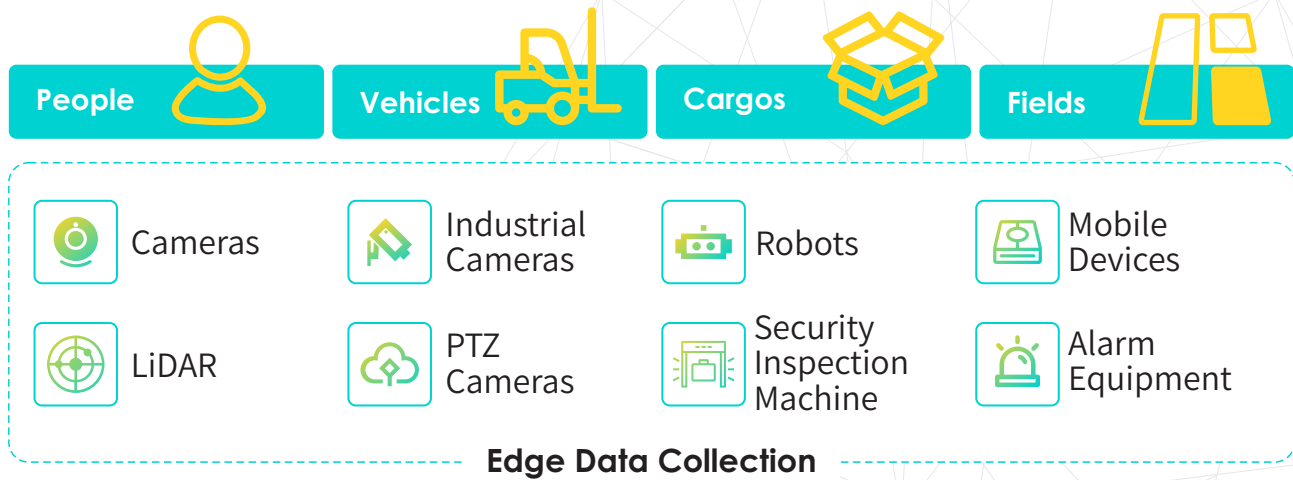 People
Vehicles
Cargos
Fields
Cameras
Industrial
Cameras
Robots
Mobile
Devices
LiDAR
PTZ
Cameras
Security
Inspection
Machine
Alarm
Equipment
Edge Data Collection